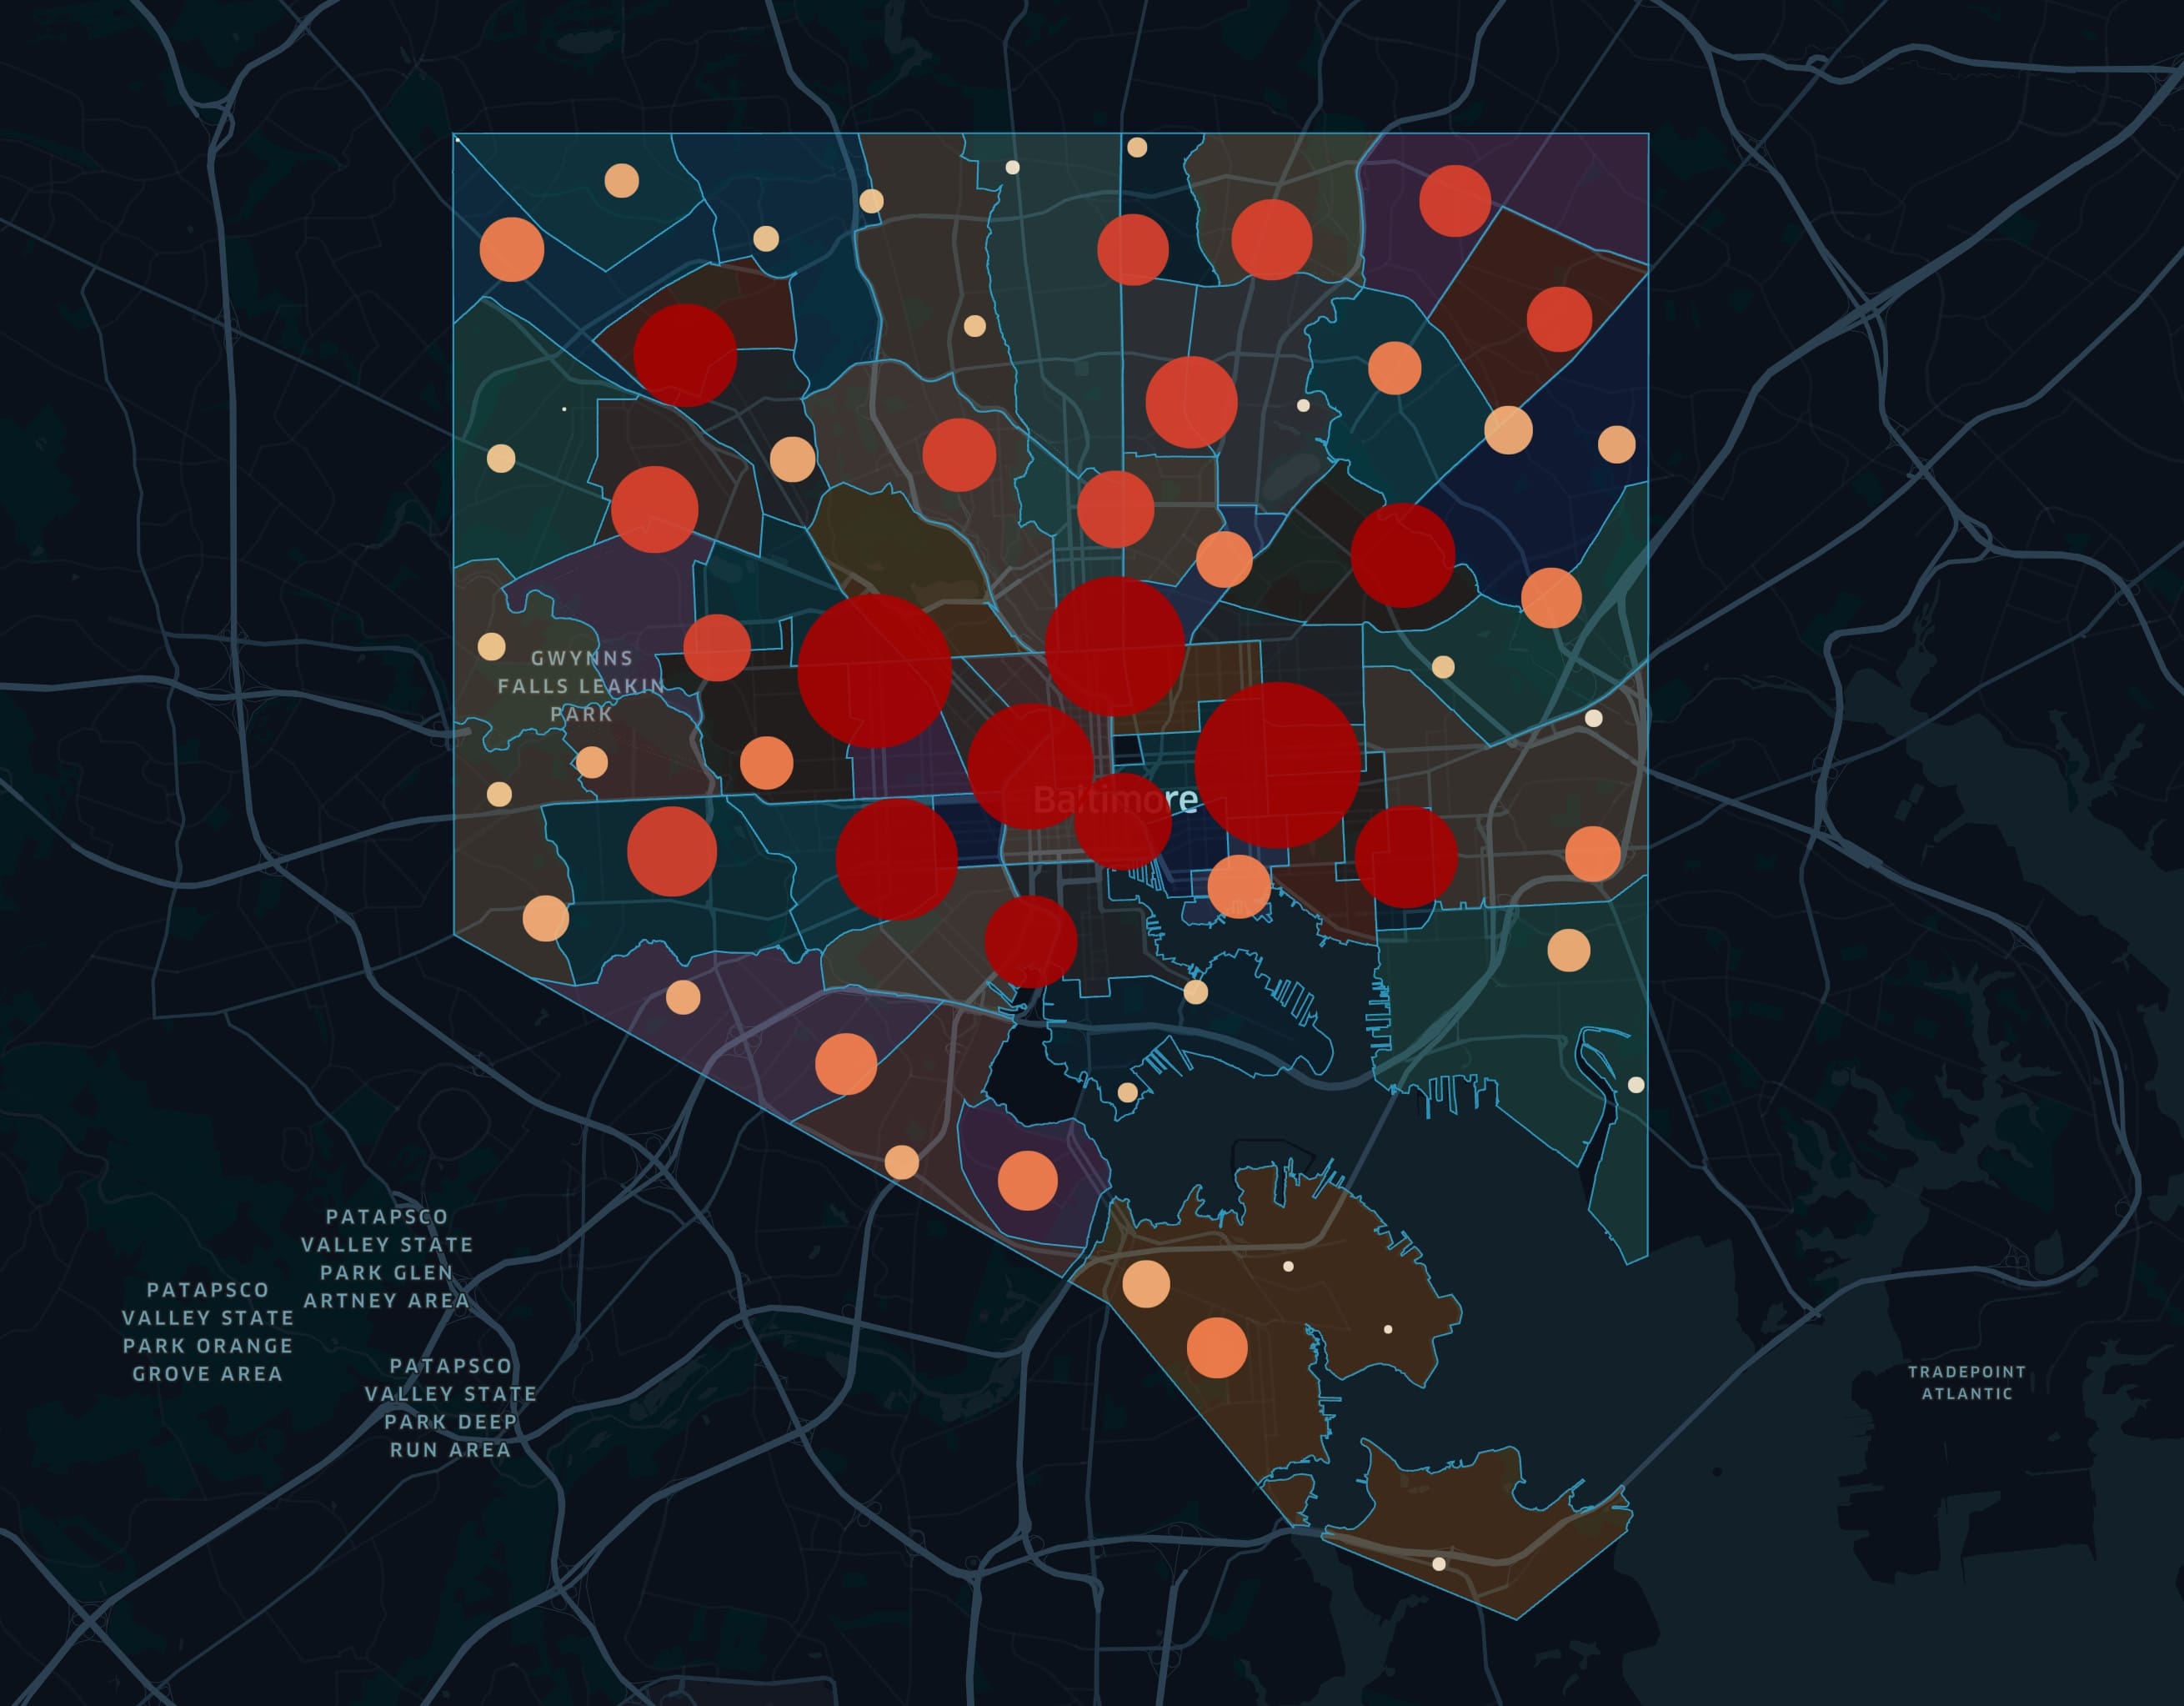 GWYNNS
FALLS LEAKIN
PARK
Baltimore
PATAPSCO
VALLEY STATE
PARK GLEN
ARTNEY AREA
PATAPSCO
VALLEY STATE
PARK ORANGE
GROVE AREA
PATAPSCO
VALLEY STATE
PARK DEEP
RUN AREA
TRADEPOINT
ATLANTIC